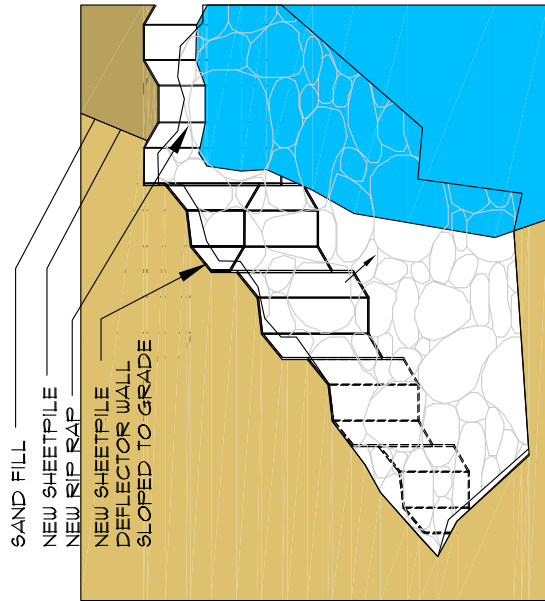 SAND FILL
NEW SHEETPILE
NEW RIP RAP
NEW SHEETPILE
DEFLECTOR WALL
SLOPED TO GRADE